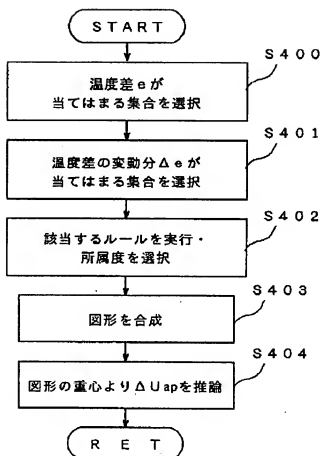 START
S400
温度差eが
当てはまる集合を選択
S401
温度差の変動分Δeが
当てはまる集合を選択
S402
該当するルールを実行・
所属度を選択
S403
図形を合成
S404
図形の重心よりΔUapを推論
RET